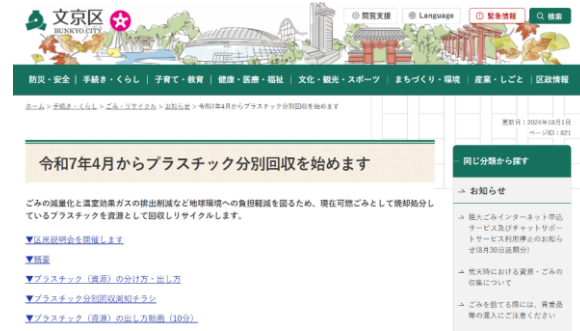 文京区
BUNKYO CITY
閲覧支援
Language
緊急情報
検索
防災・安全 | 手続き・くらし | 子育て・教育 | 健康・医療・福祉 | 文化・観光・スポーツ | まちづくり・環境 | 産業・しごと | 区政情報
ホーム > 手続き・くらし > ごみ・リサイクル > お知らせ > 令和7年4月からプラスチック分別回収を始めます
更新日：2024年10月1日
ページID：821
令和7年4月からプラスチック分別回収を始めます
ごみの減量化と温室効果ガスの排出削減など地球環境への負担軽減を図るため、現在可燃ごみとして焼却処分し
ているプラスチックを資源として回収しリサイクルします。
▼区民説明会を開催します
▼概要
▼プラスチック（資源）の分け方・出し方
▼プラスチック分別回収周知チラシ
▼プラスチック（資源）の出し方動画（10分）
同じ分類から探す
お知らせ
粗大ごみインターネット申込
サービス及びチャットサポー
トサービス利用停止のお知ら
せ(8月30日送期分)
荒天時における資源・ごみの
収集について
ごみを捨てる際には、貴重品
等の混入にご注意ください